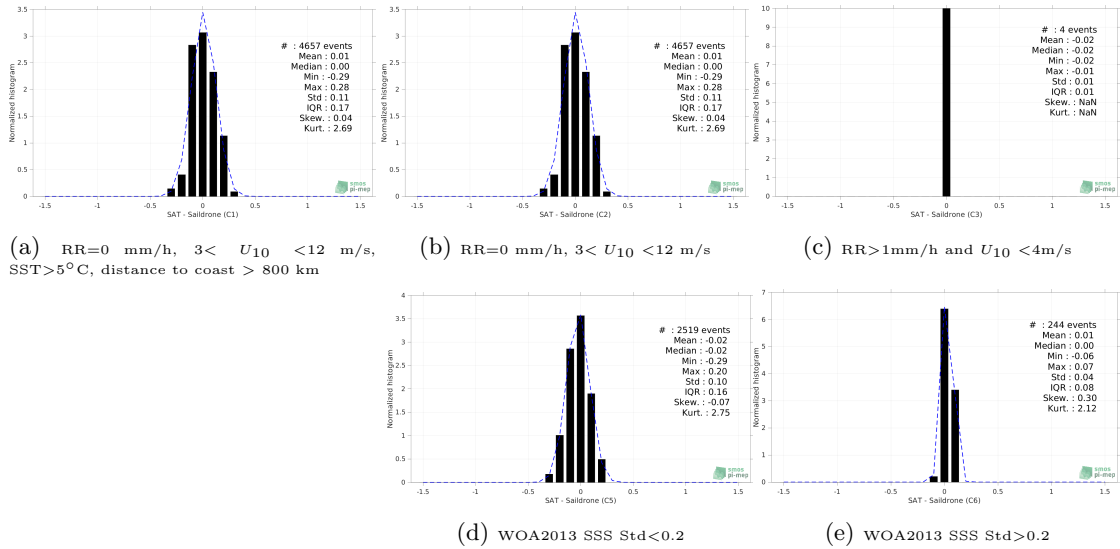 3.5
3
2.5
2
1.5
1
0.5
0
Normalized histogram
-1.5
-1
-0.5
0
0.5
1
1.5
SAT - Saildrone (C1)
# : 4657 events
Mean : 0.01
Median : 0.00
Min : -0.29
Max : 0.28
Std : 0.11
IQR : 0.17
Skew. : 0.04
Kurt. : 2.69
smos
pi-mep
(a) RR=0 mm/h, 3< U10 <12 m/s,
SST>5°C, distance to coast > 800 km
3.5
3
2.5
2
1.5
1
0.5
0
Normalized histogram
-1.5
-1
-0.5
0
0.5
1
1.5
SAT - Saildrone (C2)
# : 4657 events
Mean : 0.01
Median : 0.00
Min : -0.29
Max : 0.28
Std : 0.11
IQR : 0.17
Skew. : 0.04
Kurt. : 2.69
smos
pi-mep
(b) RR=0 mm/h, 3< U10 <12 m/s
10
9
8
7
6
5
4
3
2
1
0
Normalized histogram
-1.5
-1
-0.5
0
0.5
1
1.5
SAT - Saildrone (C3)
# : 4 events
Mean : -0.02
Median : -0.02
Min : -0.02
Max : -0.01
Std : 0.01
IQR : 0.01
Skew. : NaN
Kurt. : NaN
smos
pi-mep
(c) RR>1mm/h and U10 <4m/s
4
3.5
3
2.5
2
1.5
1
0.5
0
Normalized histogram
-1.5
-1
-0.5
0
0.5
1
1.5
SAT - Saildrone (C5)
# : 2519 events
Mean : -0.02
Median : -0.02
Min : -0.29
Max : 0.20
Std : 0.10
IQR : 0.16
Skew. : -0.07
Kurt. : 2.75
smos
pi-mep
(d) WOA2013 SSS Std<0.2
7
6
5
4
3
2
1
0
Normalized histogram
-1.5
-1
-0.5
0
0.5
1
1.5
SAT - Saildrone (C6)
# : 244 events
Mean : 0.01
Median : 0.00
Min : -0.06
Max : 0.07
Std : 0.04
IQR : 0.08
Skew. : 0.30
Kurt. : 2.12
smos
pi-mep
(e) WOA2013 SSS Std>0.2